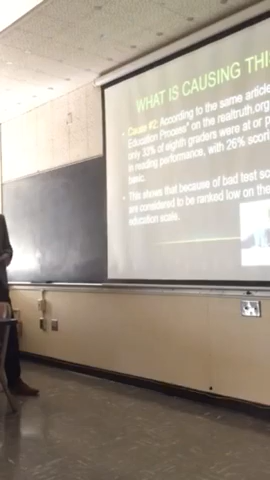 WHAT IS CAUSING THI
• Cause #2: According to the same article
Education Process" on the realtruth.org
only 33% of eighth graders were at or p
in reading performance, with 26% scori
basic.
• This shows that because of bad test sc
are considered to be ranked low on the
education scale.